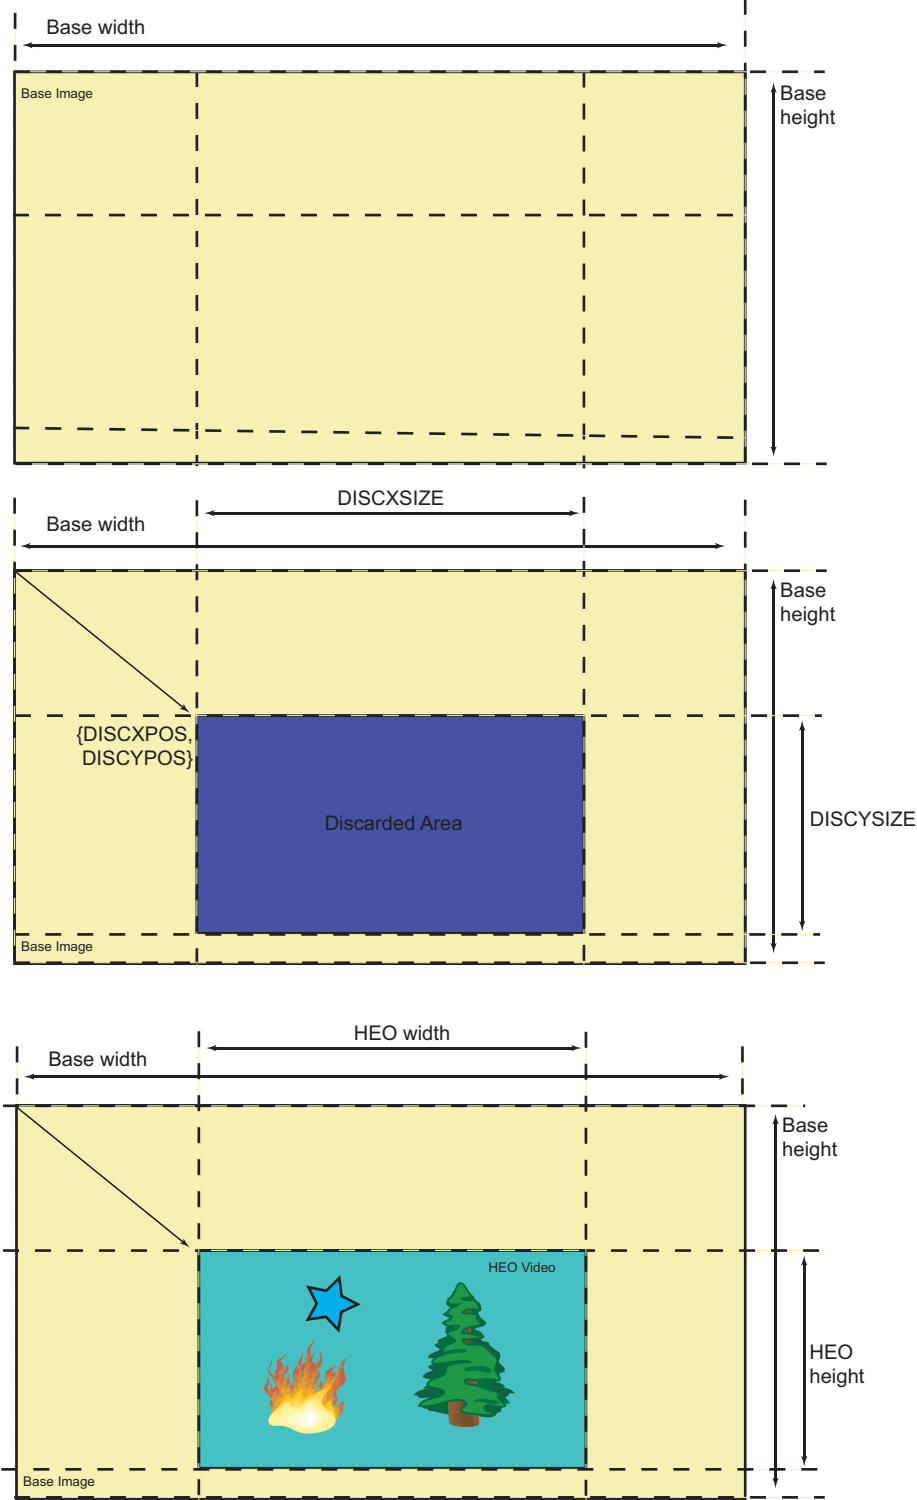 Base width
Base Image
Base
height
DISCXSIZE
Base width
Base
height
{DISCXPOS,
DISCYPOS}
Discarded Area
DISCYSIZE
Base Image
HEO width
Base width
Base
height
HEO Video
HEO
height
Base Image